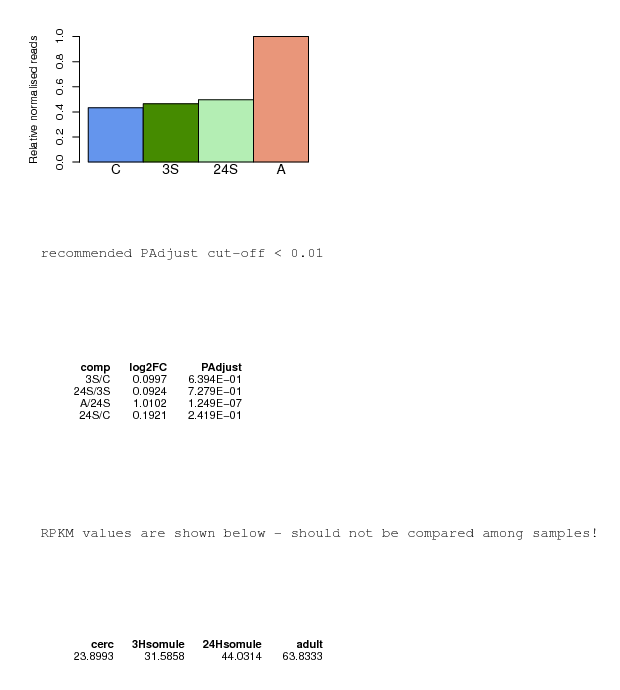 Relative normalised reads
1.0
0.8
0.6
0.4
0.2
0.0
C 3S 24S A
recommended PAdjust cut-off < 0.01
comp log2FC PAdjust
3S/C 0.0997 6.394E-01
24S/3S 0.0924 7.279E-01
A/24S 1.0102 1.249E-07
24S/C 0.1921 2.419E-01
RPKM values are shown below - should not be compared among samples!
cerc 3Hsomule 24Hsomule adult
23.8993 31.5858 44.0314 63.8333